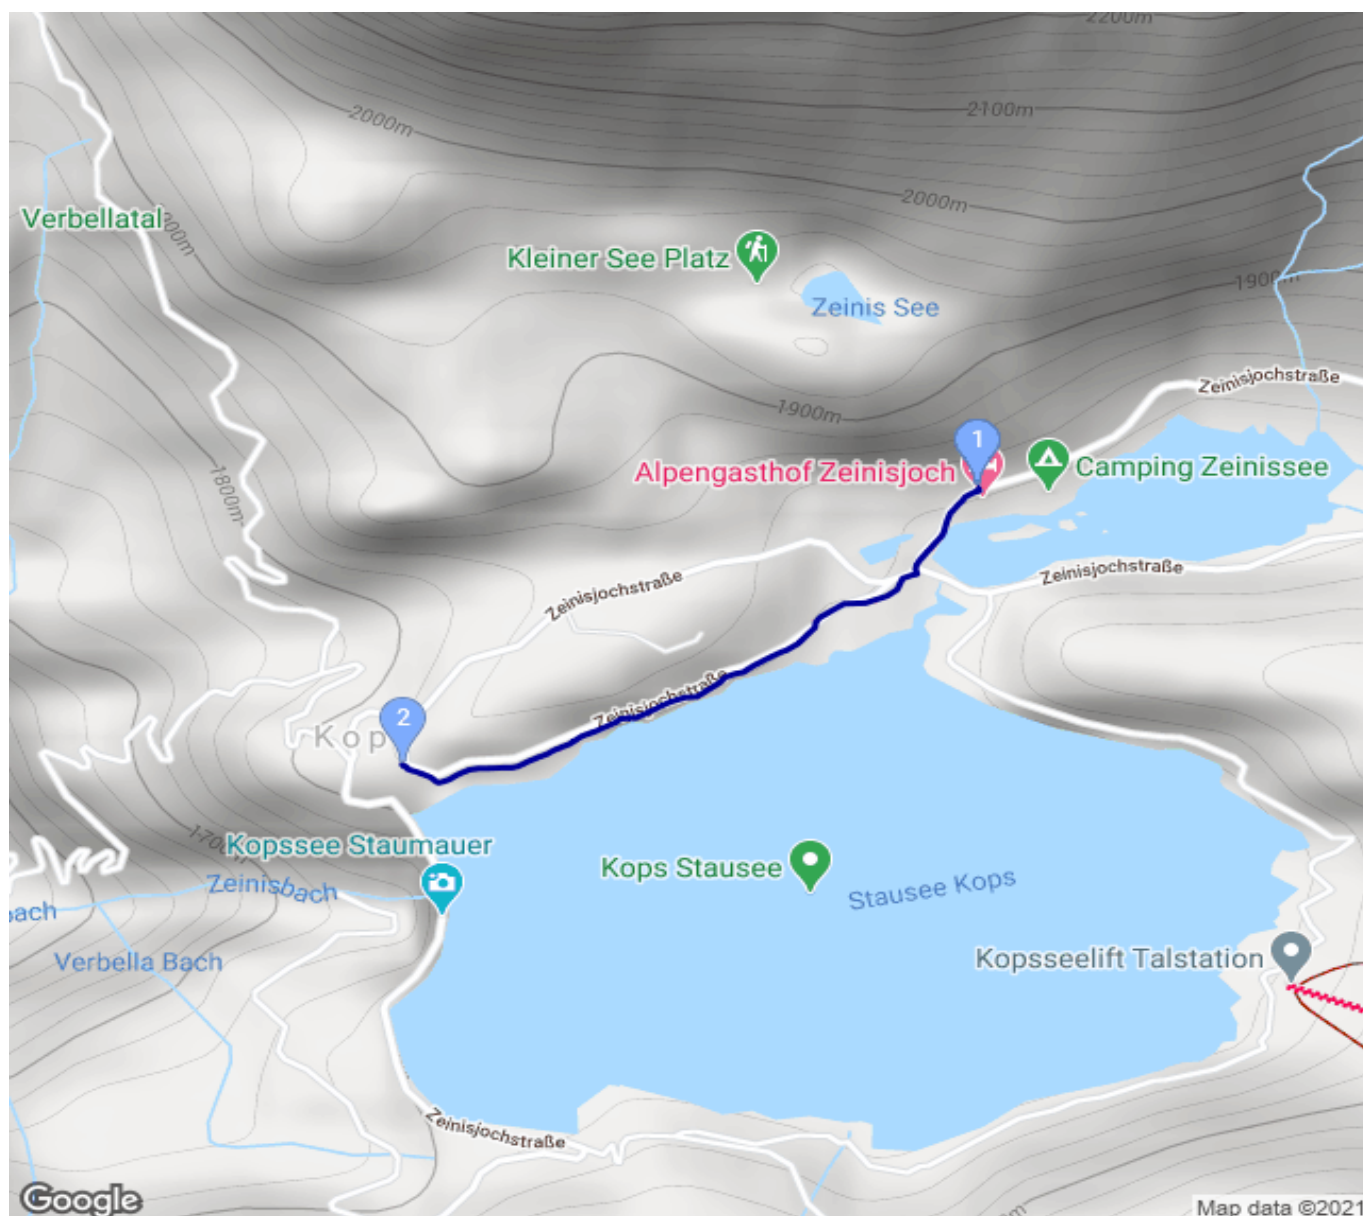 2200m
2000m
2100m
2000m
Verbellatal
Kleiner See Platz
1900m
Zeinis See
Zeinisjochstraße
1900m
1
Alpengasthof Zeinisjoch
Camping Zeinissee
1800m
Zeinisjochstraße
Zeinisjochstraße
Zeinisjochstraße
2
Kop
1700m
Kopssee Staumauer
Kops Stausee
Zeinisbach
Stausee Kops
bach
Verbella Bach
Kopsseelift Talstation
Zeinisjochstraße
Google
Map data ©2021